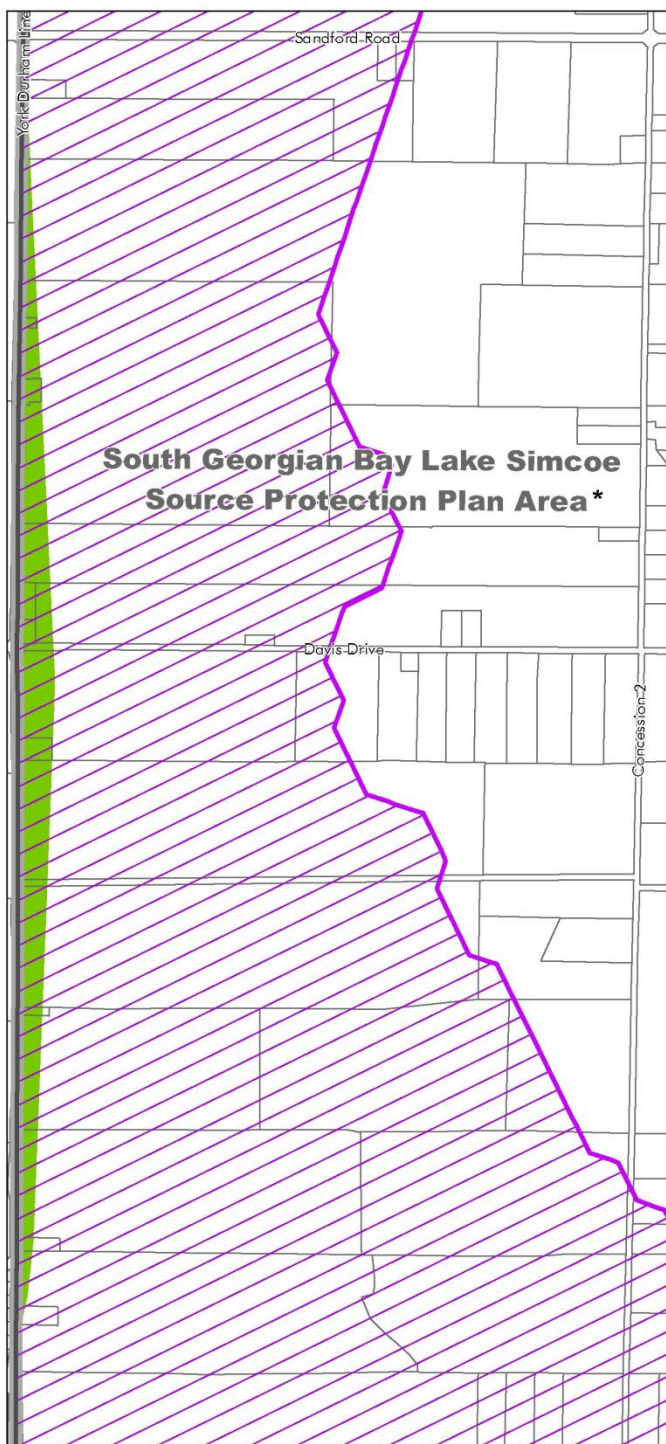 Sandford Road
York Durham Line
South Georgian Bay Lake Simcoe
Source Protection Plan Area*
Davis Drive
Concession 2